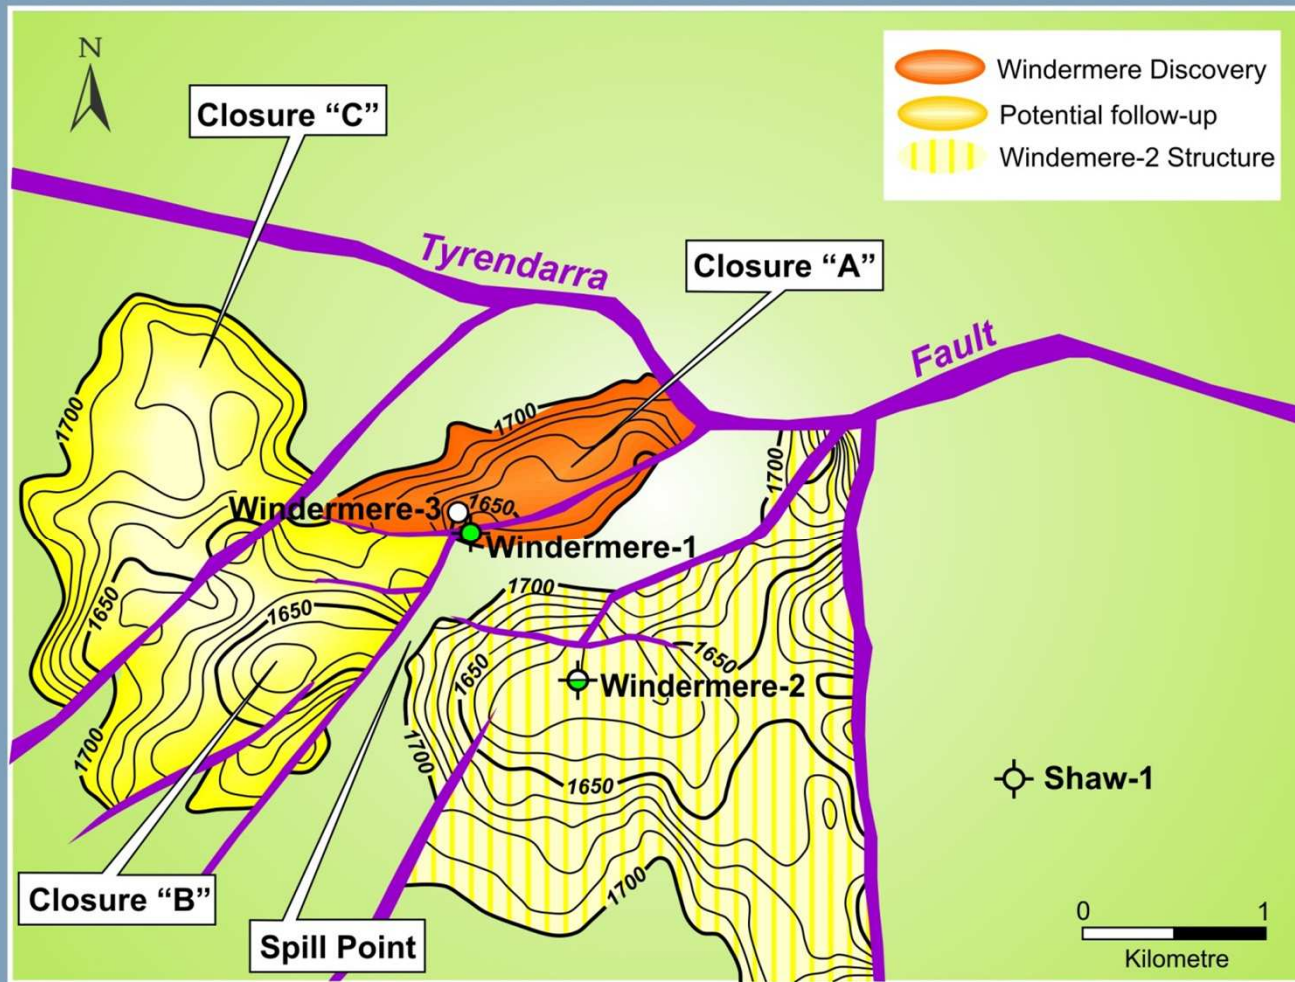 N
Windermere Discovery
Potential follow-up
Windemere-2 Structure
Closure “C”
Tyrendarra
Closure “A”
Fault
1700
1700
1700
Windermere-3
1650
Windermere-1
1700
1650
1650
1650
1650
Windermere-2
1700
1700
1650
Shaw-1
1700
Closure “B”
Spill Point
0 1
Kilometre